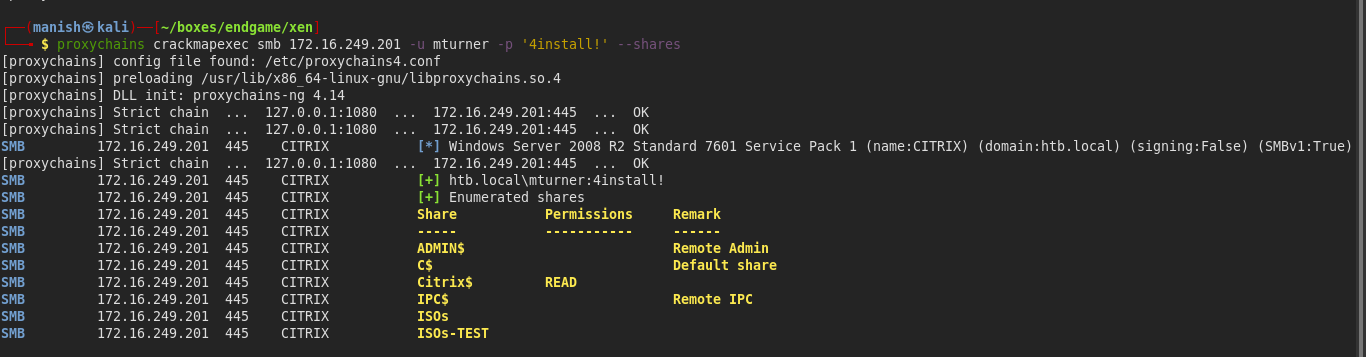 ┌──(manish㉿kali)-[~/boxes/endgame/xen]
└─╼ $ proxychains crackmapexec smb 172.16.249.201 -u mturner -p '4install!' --shares
[proxychains] config file found: /etc/proxychains4.conf
[proxychains] preloading /usr/lib/x86_64-linux-gnu/libproxychains.so.4
[proxychains] DLL init: proxychains-ng 4.14
[proxychains] Strict chain  ...  127.0.0.1:1080  ...  172.16.249.201:445  ...  OK
[proxychains] Strict chain  ...  127.0.0.1:1080  ...  172.16.249.201:445  ...  OK
SMB         172.16.249.201  445    CITRIX           [*] Windows Server 2008 R2 Standard 7601 Service Pack 1 (name:CITRIX) (domain:htb.local) (signing:False) (SMBv1:True)
[proxychains] Strict chain  ...  127.0.0.1:1080  ...  172.16.249.201:445  ...  OK
SMB         172.16.249.201  445    CITRIX           [+] htb.local\mturner:4install!
SMB         172.16.249.201  445    CITRIX           [+] Enumerated shares
SMB         172.16.249.201  445    CITRIX           Share           Permissions     Remark
SMB         172.16.249.201  445    CITRIX           -----           -----------     ------
SMB         172.16.249.201  445    CITRIX           ADMIN$                          Remote Admin
SMB         172.16.249.201  445    CITRIX           C$                              Default share
SMB         172.16.249.201  445    CITRIX           Citrix$         READ
SMB         172.16.249.201  445    CITRIX           IPC$                            Remote IPC
SMB         172.16.249.201  445    CITRIX           ISOs
SMB         172.16.249.201  445    CITRIX           ISOs-TEST